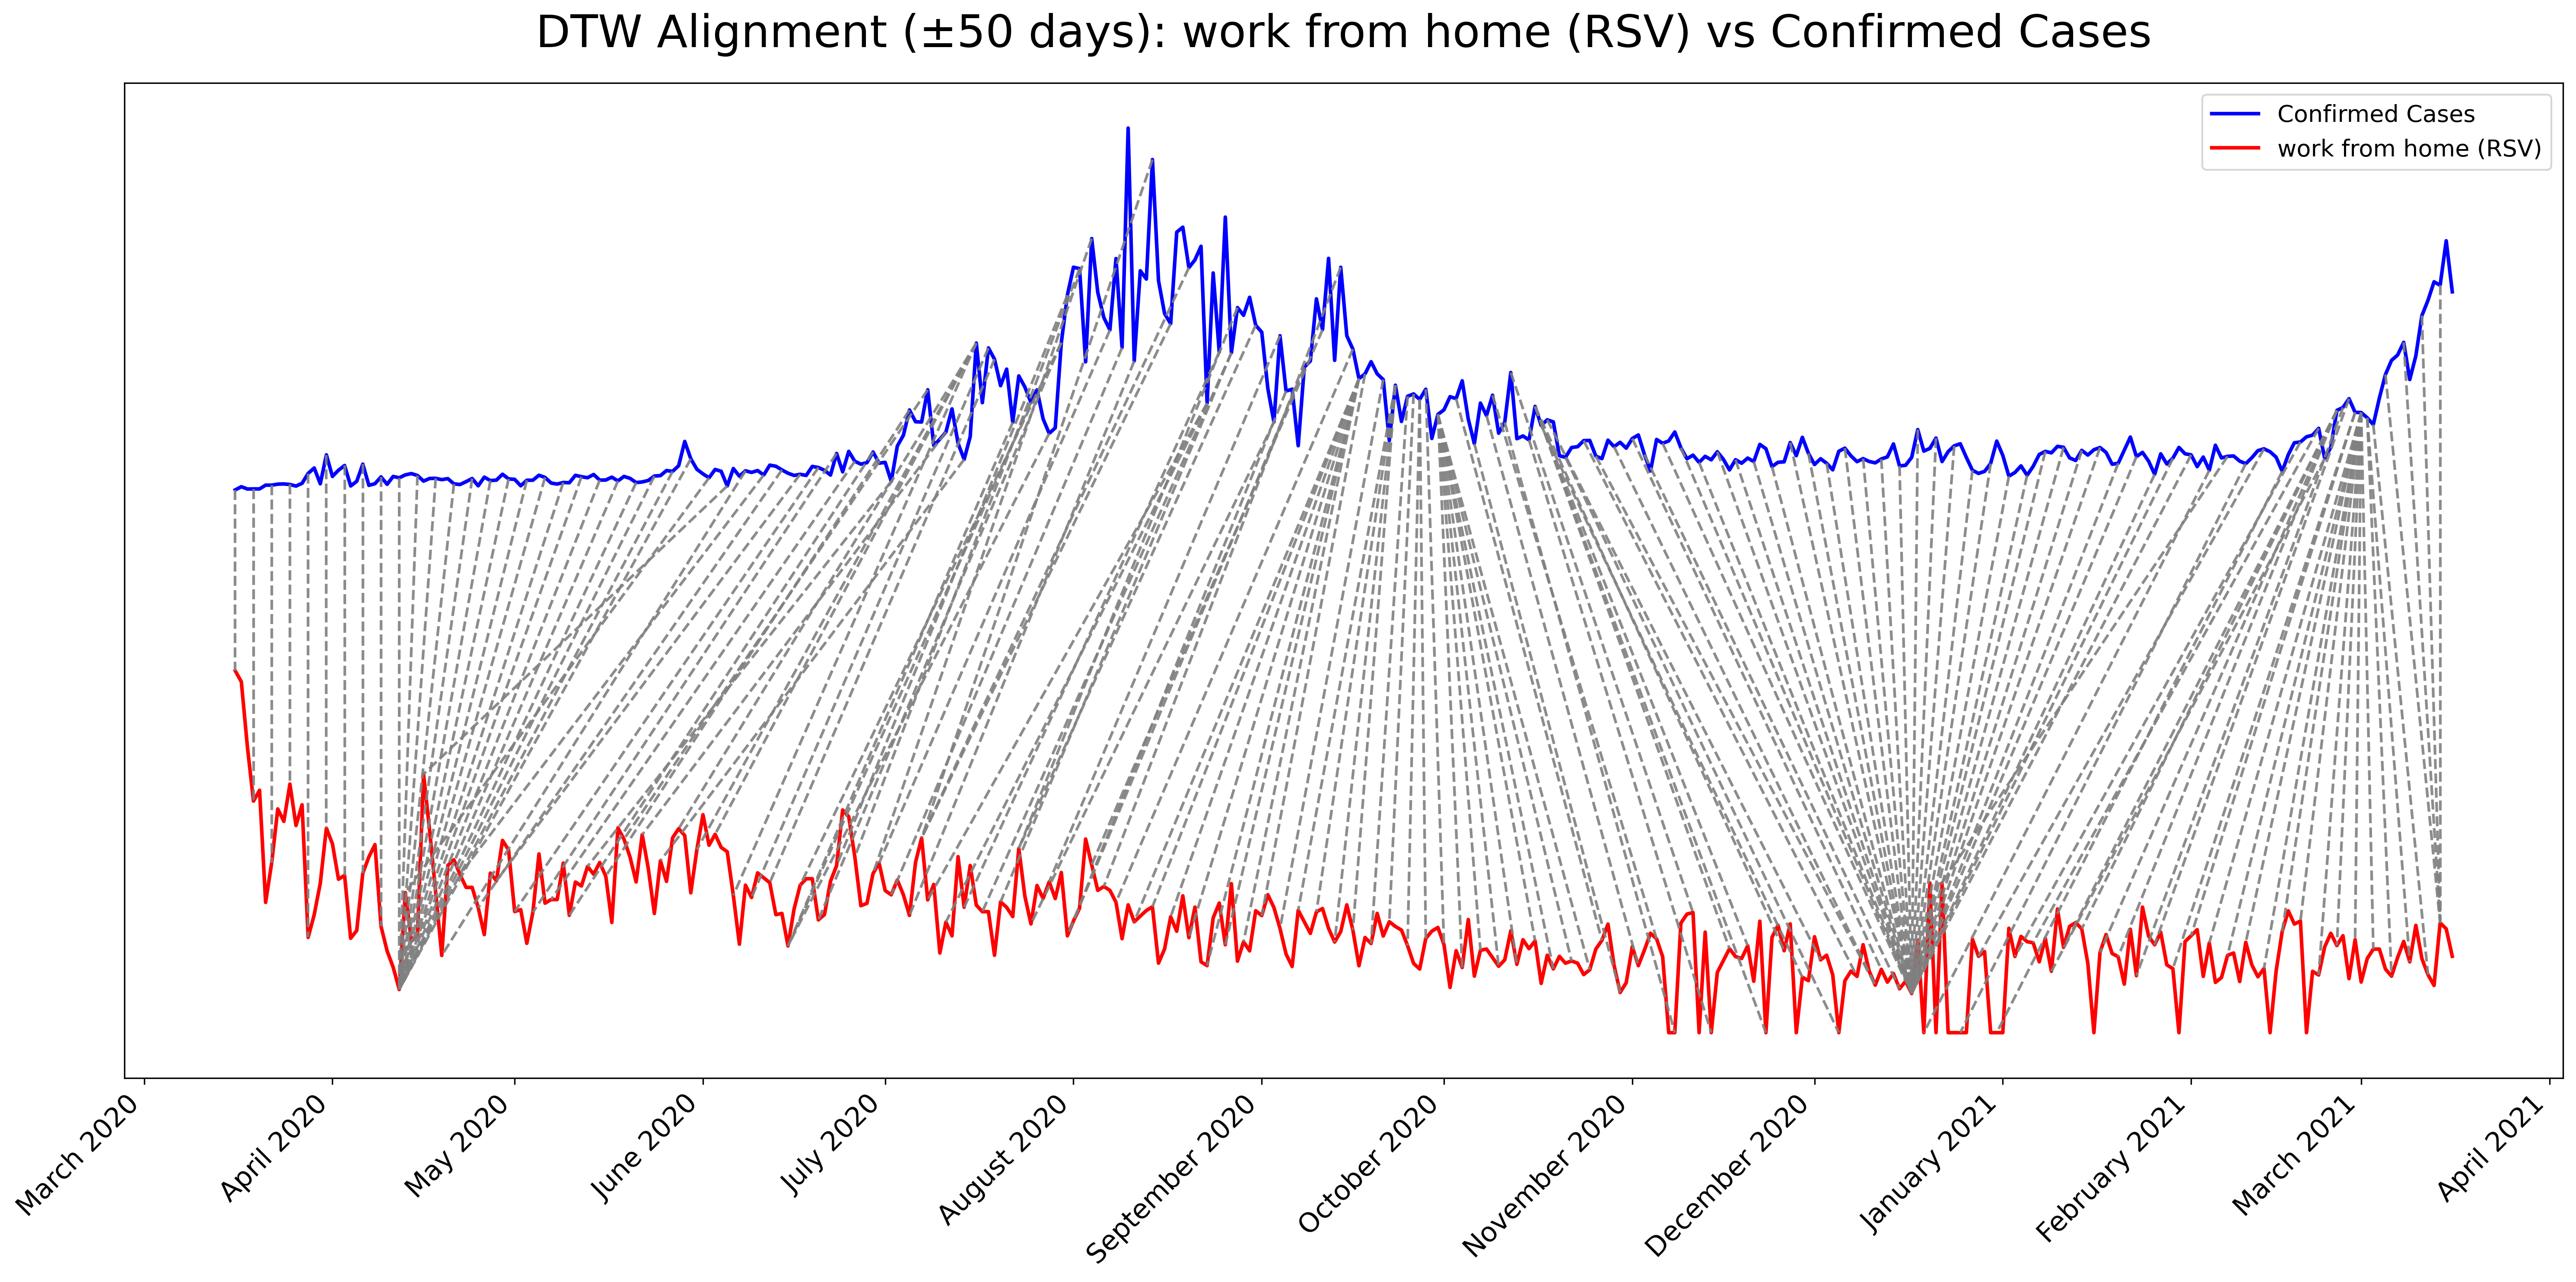 DTW Alignment (±50 days): work from home (RSV) vs Confirmed Cases
Confirmed Cases
work from home (RSV)
March 2020
April 2020
May 2020
June 2020
July 2020
August 2020
September 2020
October 2020
November 2020
December 2020
January 2021
February 2021
March 2021
April 2021